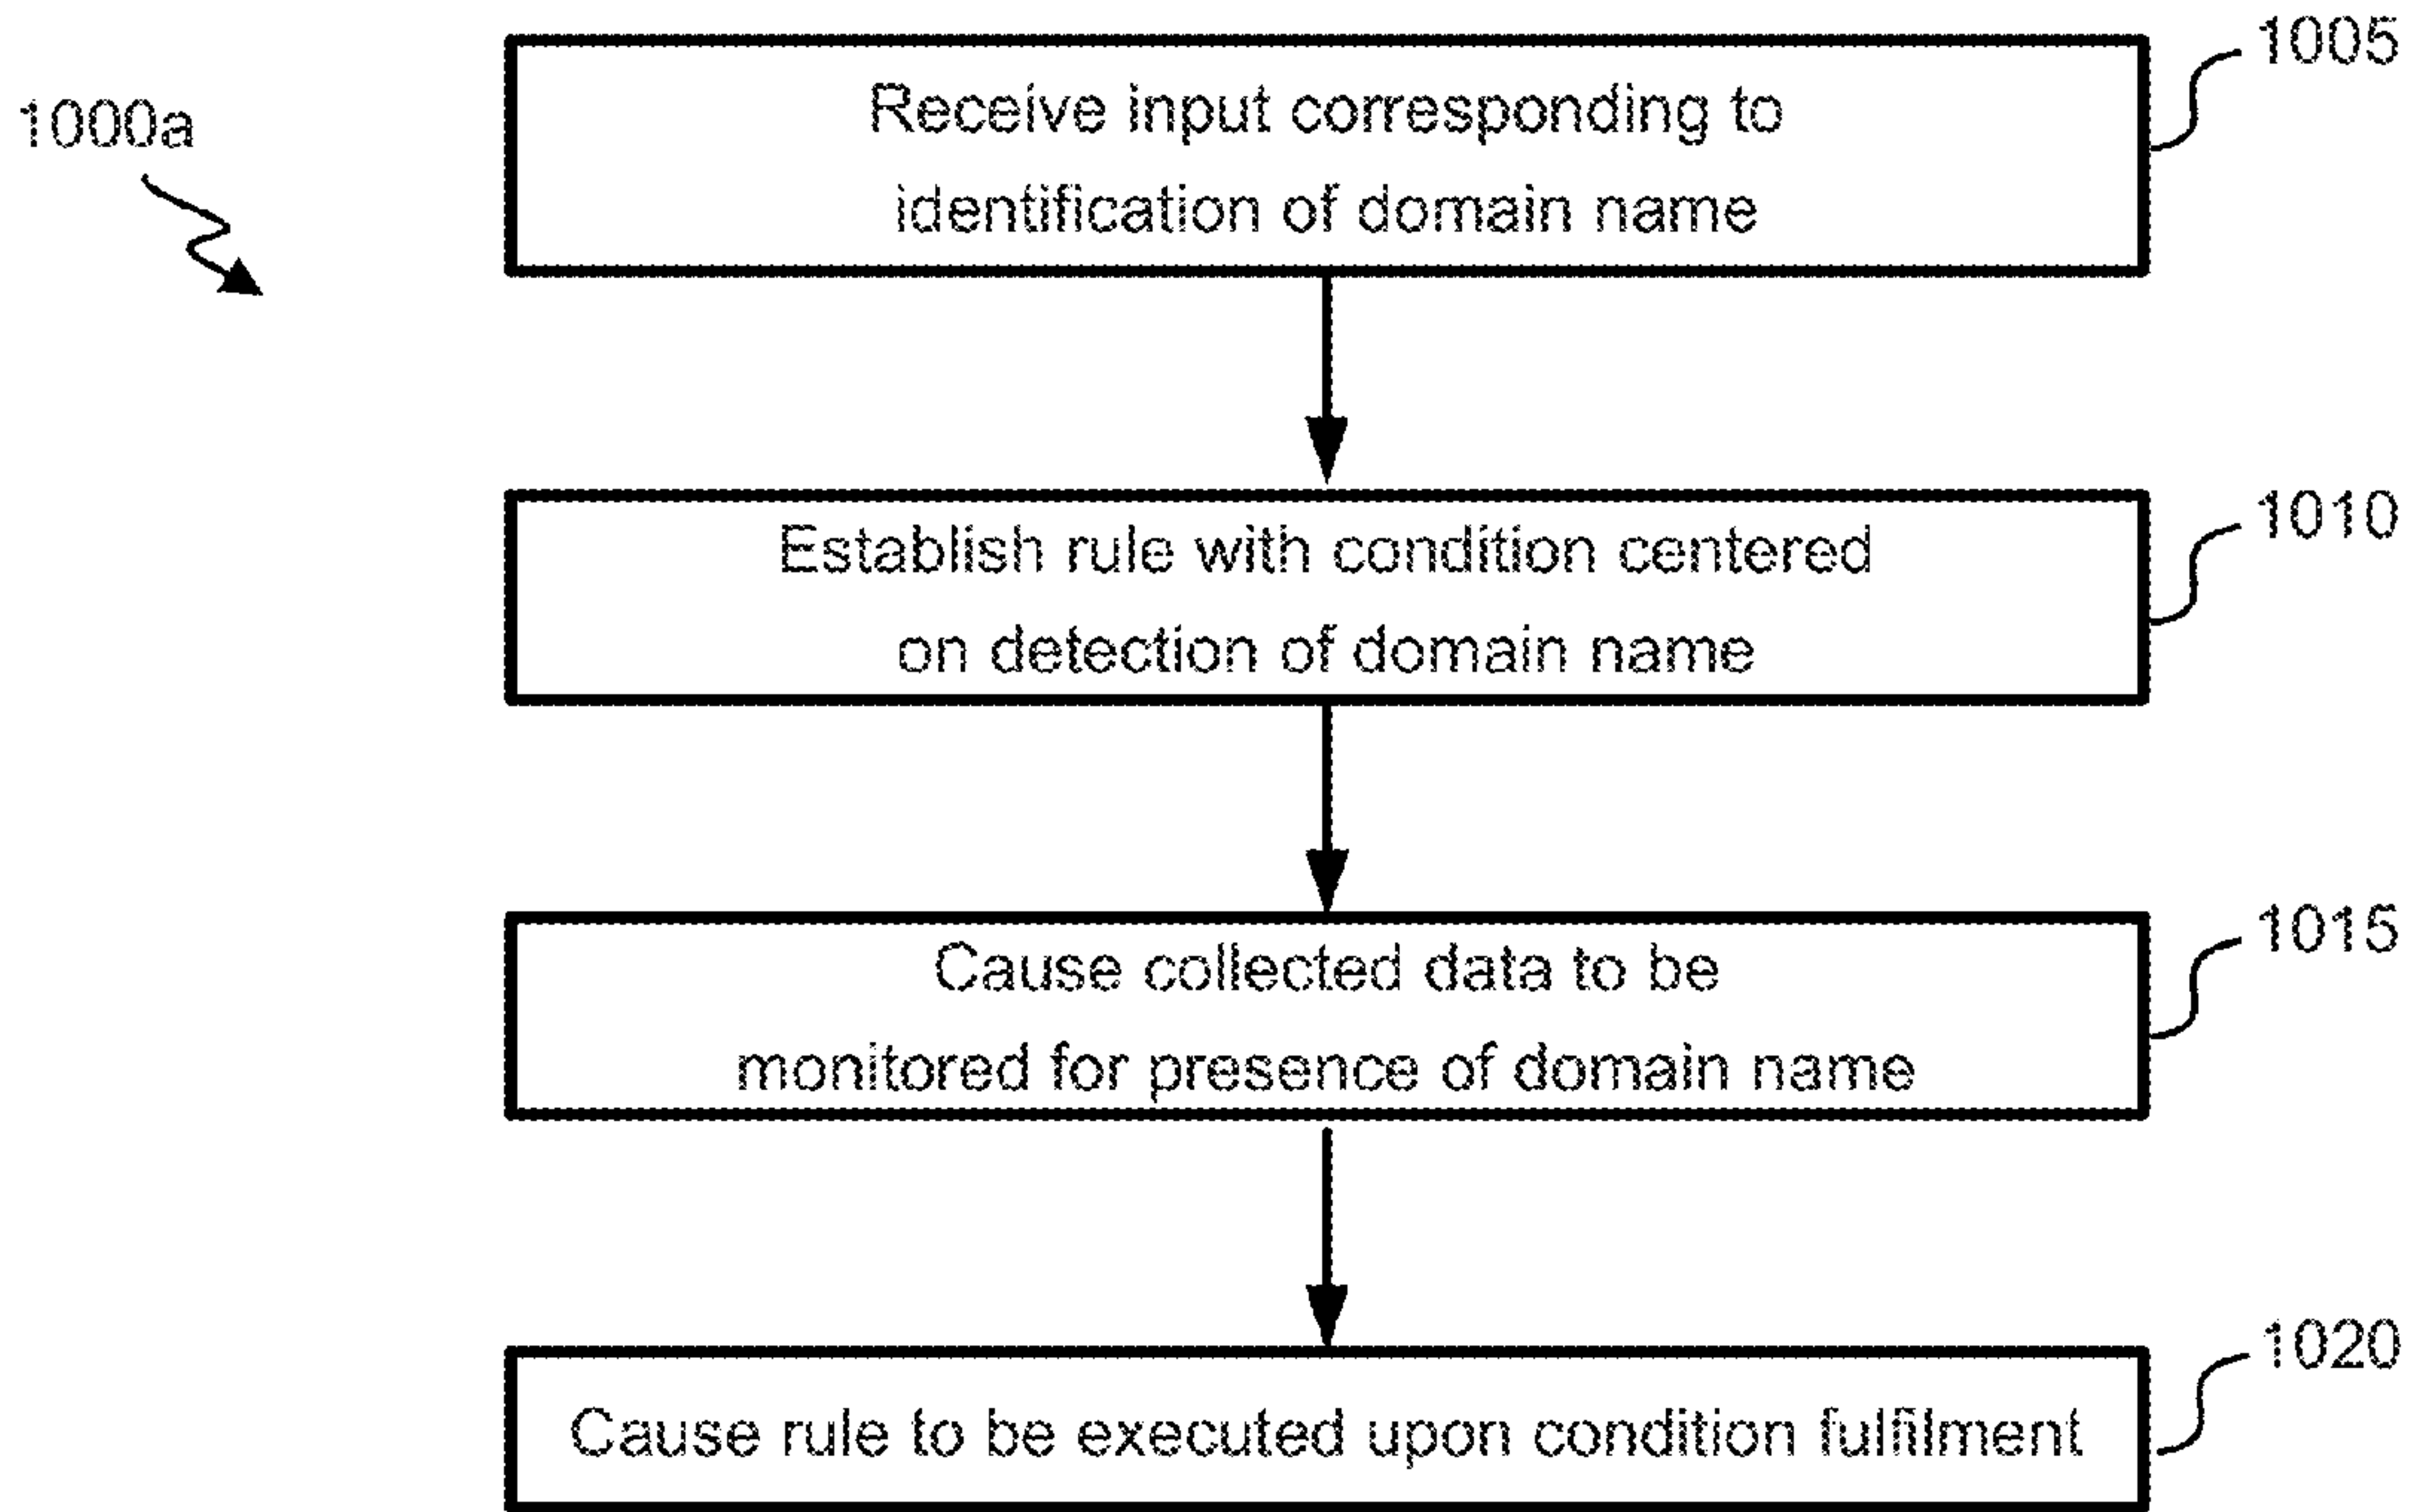 1000a
Receive input corresponding to
identification of domain name
1005
Establish rule with condition centered
on detection of domain name
1010
Cause collected data to be
monitored for presence of domain name
1015
Cause rule to be executed upon condition fulfilment
1020